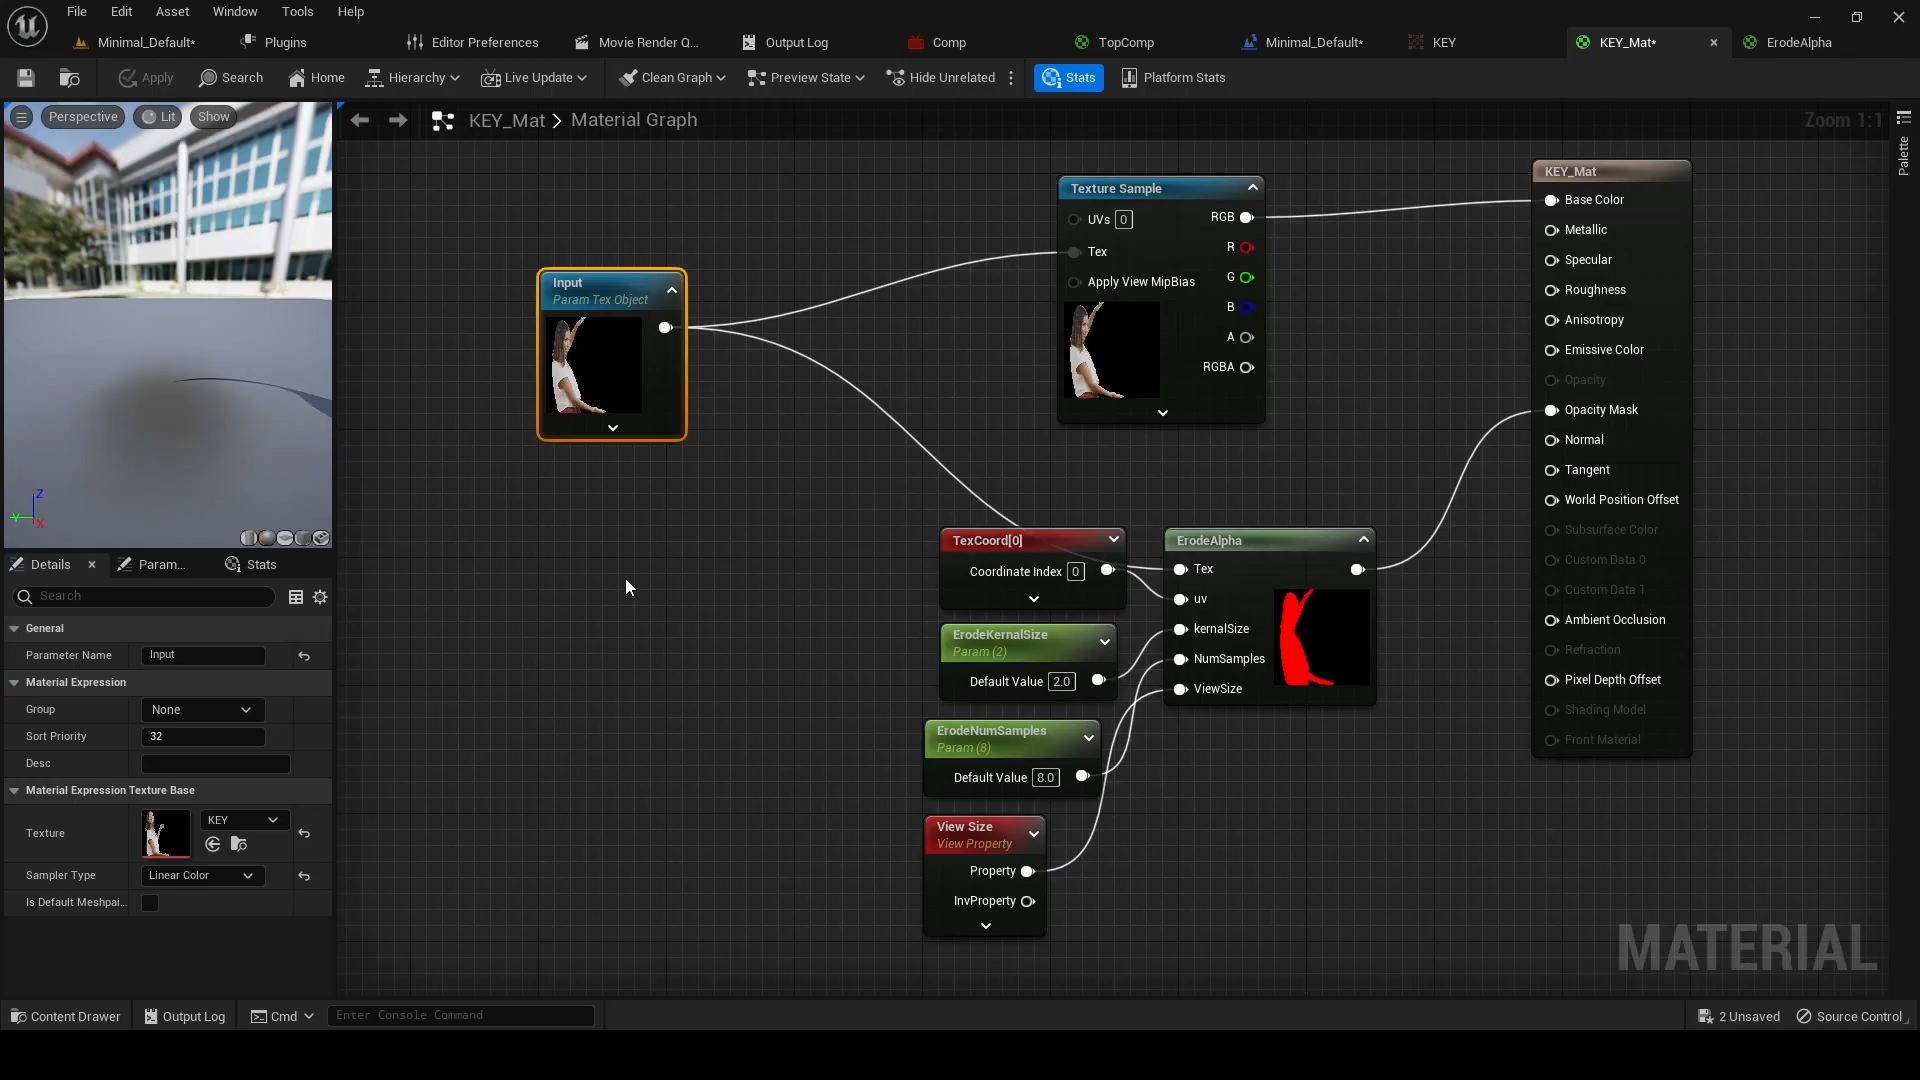 File Edit Asset Window Tools Help
Minimal_Default* Plugins Editor Preferences Movie Render Q... Output Log Comp TopComp Minimal_Default* KEY KEY_Mat* ErodeAlpha
Apply Search Home Hierarchy Live Update Clean Graph Preview State Hide Unrelated Stats Platform Stats
Perspective Lit Show
KEY_Mat > Material Graph
Zoom 1:1
Palette
Z
Y
X
Input
Param Tex Object
Texture Sample
UVs 0
RGB
R
Tex
G
Apply View MipBias
B
A
RGBA
KEY_Mat
Base Color
Metallic
Specular
Roughness
Anisotropy
Emissive Color
Opacity
Opacity Mask
Normal
Tangent
World Position Offset
Subsurface Color
Custom Data 0
Custom Data 1
Ambient Occlusion
Refraction
Pixel Depth Offset
Shading Model
Front Material
TexCoord[0]
Coordinate Index 0
ErodeKernalSize
Param (2)
Default Value 2.0
ErodeNumSamples
Param (8)
Default Value 8.0
View Size
View Property
Property
InvProperty
ErodeAlpha
Tex
uv
kernalSize
NumSamples
ViewSize
Details Param... Stats
Search
General
Parameter Name Input
Material Expression
Group None
Sort Priority 32
Desc
Material Expression Texture Base
Texture KEY
Sampler Type Linear Color
Is Default Meshpai...
MATERIAL
Content Drawer Output Log Cmd Enter Console Command 2 Unsaved Source Control